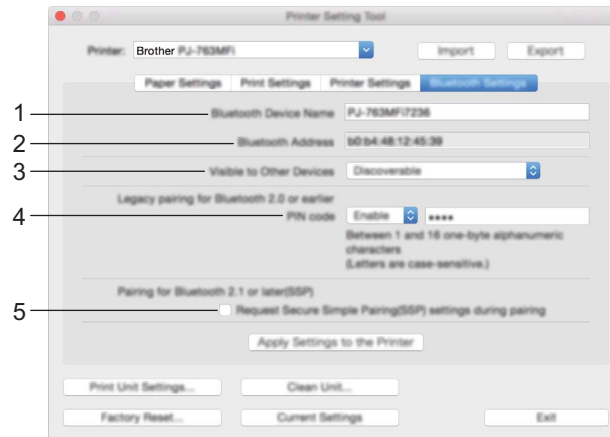 Printer Setting Tool
Printer: Brother PJ-763MFi Import Export
Paper Settings Print Settings Printer Settings Bluetooth Settings
1 Bluetooth Device Name PJ-763MFi7236
2 Bluetooth Address b0:b4:48:12:45:39
3 Visible to Other Devices Discoverable
Legacy pairing for Bluetooth 2.0 or earlier
4 PIN code Enable ••••
Between 1 and 16 one-byte alphanumeric
characters
(Letters are case-sensitive.)
Pairing for Bluetooth 2.1 or later(SSP)
5 Request Secure Simple Pairing(SSP) settings during pairing
Apply Settings to the Printer
Print Unit Settings... Clean Unit...
Factory Reset... Current Settings Exit